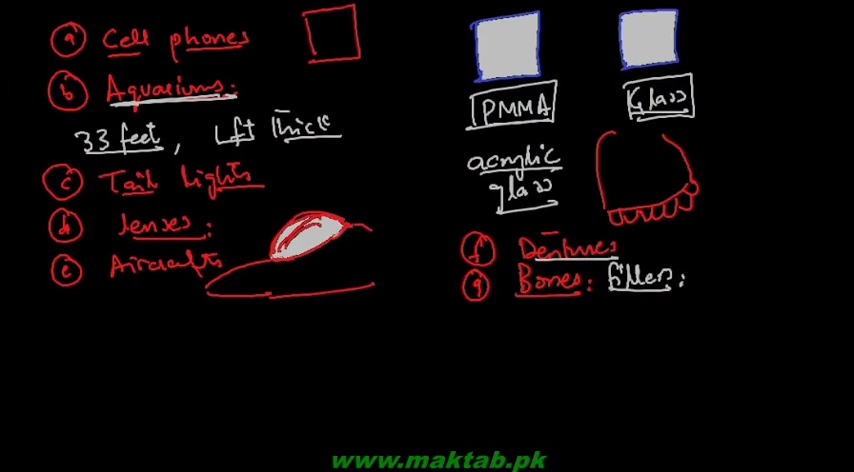 a Cell phones
b Aquariums:
33 feet, 1ft thick
c Tail lights
d lenses:
e Aircrafts
PMMA
Glass
acrylic
glass
f Dentures
g Bones: fillers:
www.maktab.pk